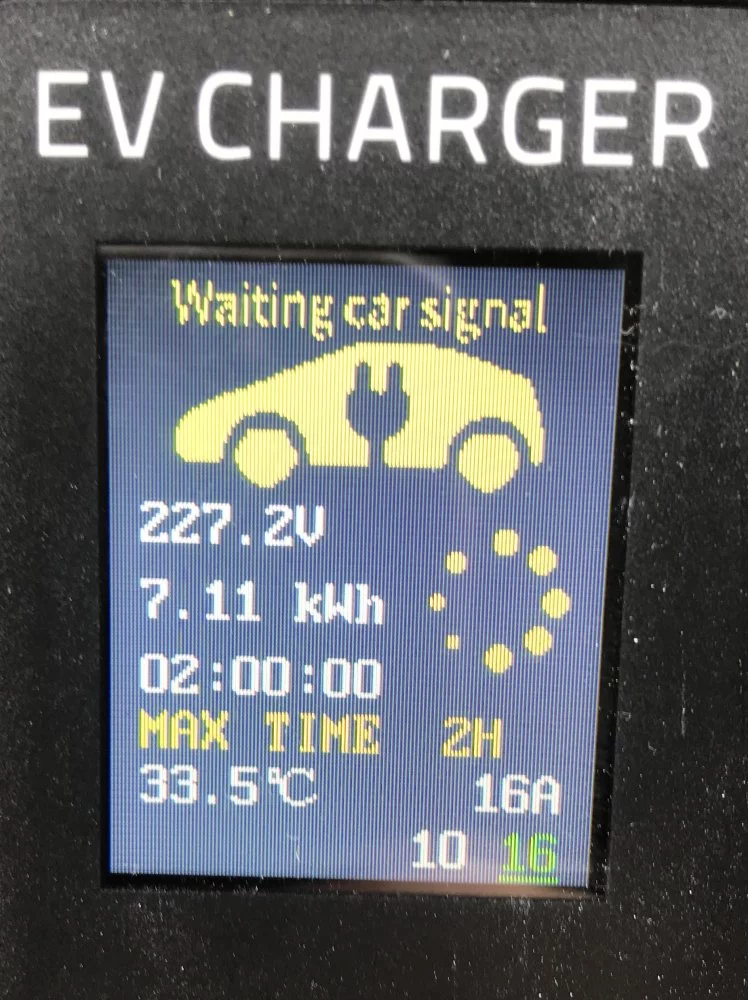 EV CHARGER
Waiting car signal
227.2V
7.11 kWh
02:00:00
MAX TIME 2H
33.5℃ 16A
10 16